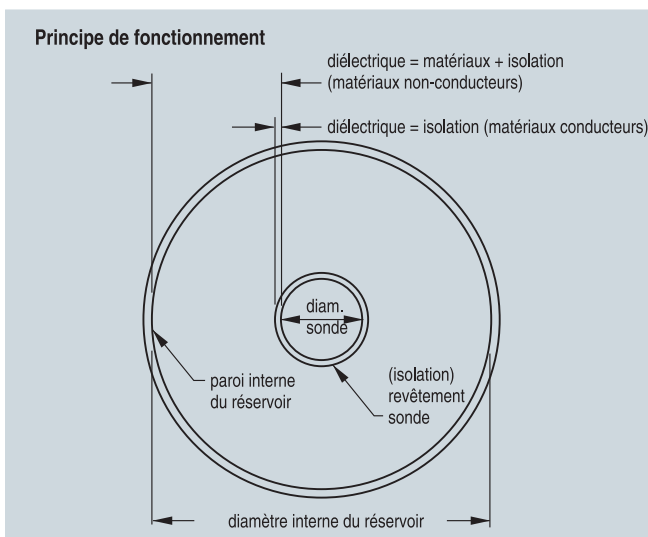 Principe de fonctionnement
diélectrique = matériaux + isolation
(matériaux non-conducteurs)
diélectrique = isolation (matériaux conducteurs)
diam.
sonde
paroi interne
du réservoir
(isolation)
revêtement
sonde
diamètre interne du réservoir